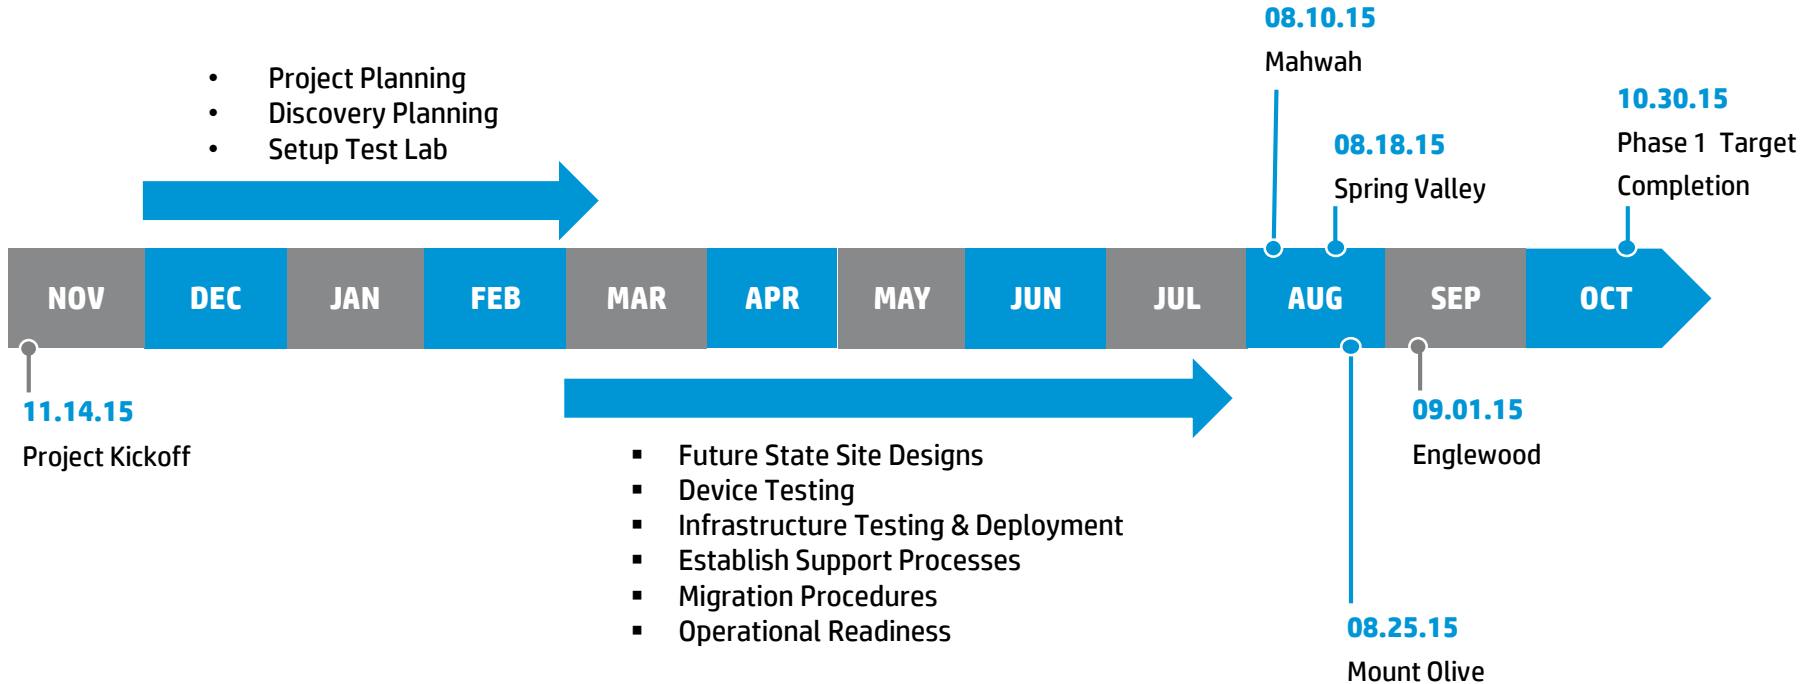 08.10.15
Mahwah
• Project Planning
• Discovery Planning
• Setup Test Lab
10.30.15
Phase 1 Target
Completion
08.18.15
Spring Valley
NOV DEC JAN FEB MAR APR MAY JUN JUL AUG SEP OCT
11.14.15
Project Kickoff
09.01.15
Englewood
▪ Future State Site Designs
▪ Device Testing
▪ Infrastructure Testing & Deployment
▪ Establish Support Processes
▪ Migration Procedures
▪ Operational Readiness
08.25.15
Mount Olive